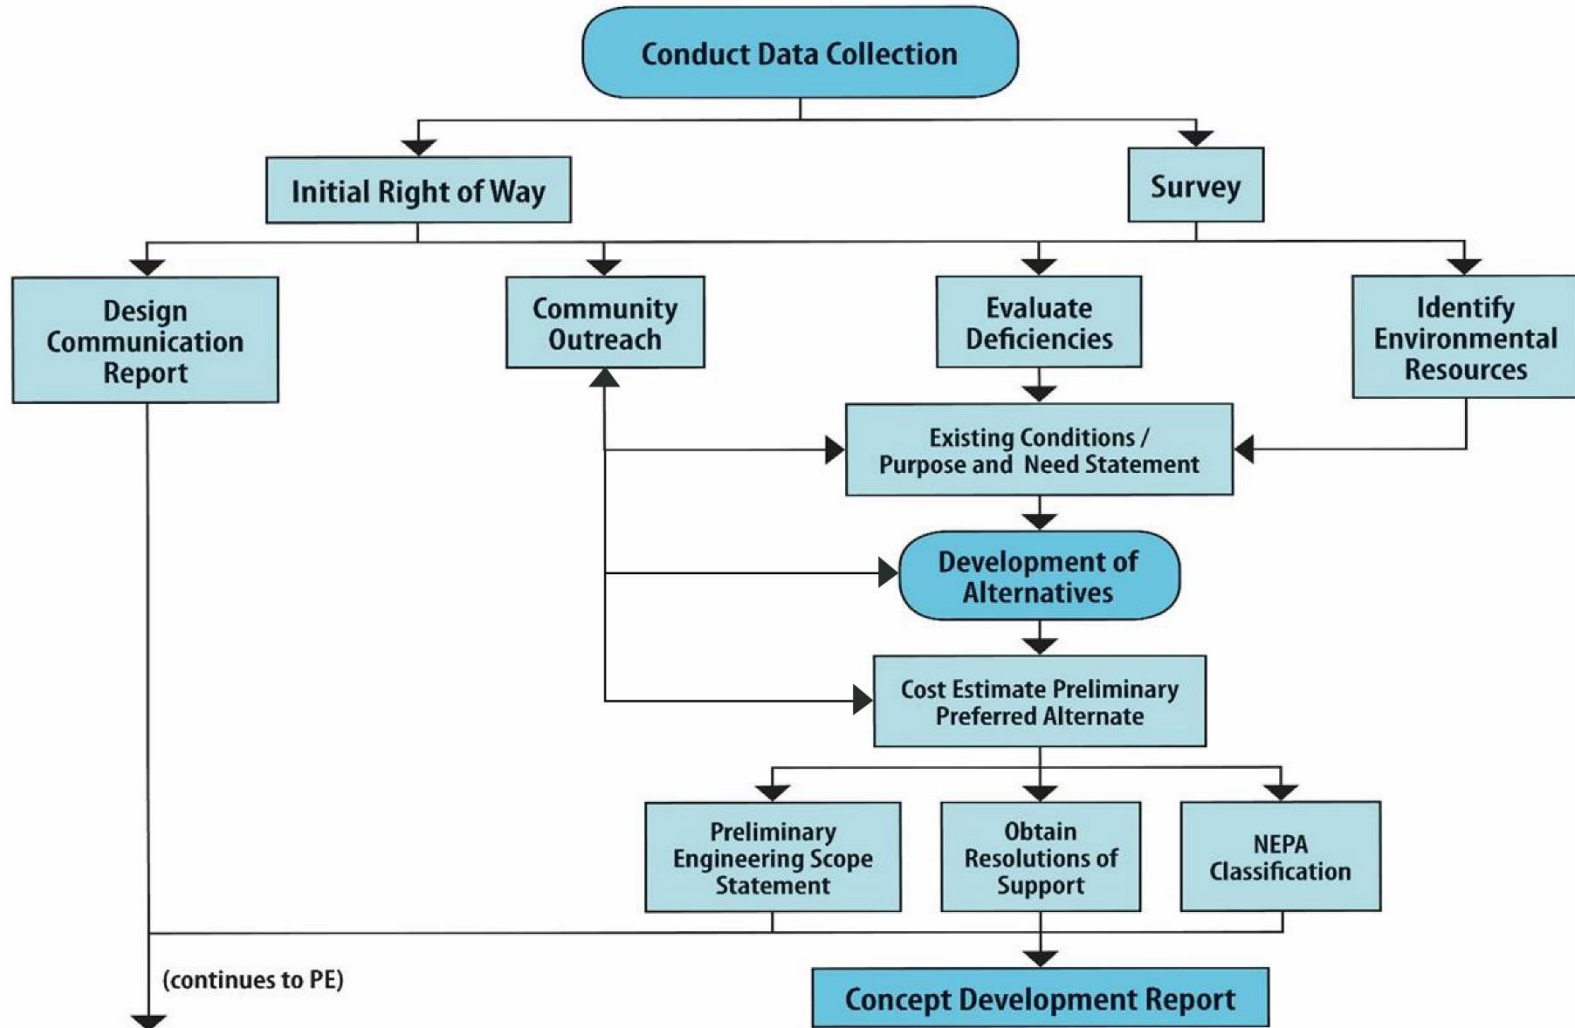 Conduct Data Collection
Initial Right of Way
Survey
Design
Communication
Report
Community
Outreach
Evaluate
Deficiencies
Identify
Environmental
Resources
Existing Conditions /
Purpose and Need Statement
Development of
Alternatives
Cost Estimate Preliminary
Preferred Alternate
Preliminary
Engineering Scope
Statement
Obtain
Resolutions of
Support
NEPA
Classification
(continues to PE)
Concept Development Report